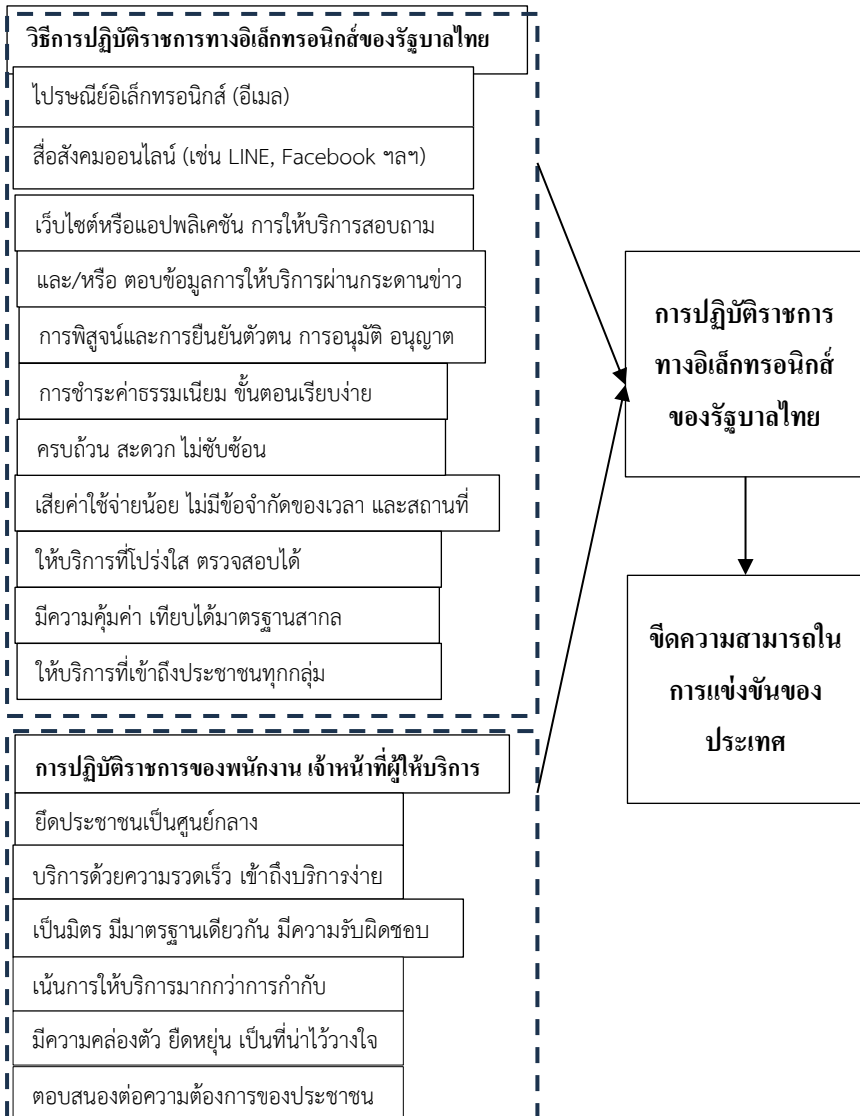 วิธีการปฏิบัติราชการทางอิเล็กทรอนิกส์ของรัฐบาลไทย
ไปรษณีย์อิเล็กทรอนิกส์ (อีเมล)
สื่อสังคมออนไลน์ (เช่น LINE, Facebook ฯลฯ)
เว็บไซต์หรือแอปพลิเคชัน การให้บริการสอบถาม
และ/หรือ ตอบข้อมูลการให้บริการผ่านกระดานข่าว
การพิสูจน์และการยืนยันตัวตน การอนุมัติ อนุญาต
การชำระค่าธรรมเนียม ขั้นตอนเรียบง่าย
ครบถ้วน สะดวก ไม่ซับซ้อน
เสียค่าใช้จ่ายน้อย ไม่มีข้อจำกัดของเวลา และสถานที่
ให้บริการที่โปร่งใส ตรวจสอบได้
มีความคุ้มค่า เทียบได้มาตรฐานสากล
ให้บริการที่เข้าถึงประชาชนทุกกลุ่ม
การปฏิบัติราชการของพนักงาน เจ้าหน้าที่ผู้ให้บริการ
ยึดประชาชนเป็นศูนย์กลาง
บริการด้วยความรวดเร็ว เข้าถึงบริการง่าย
เป็นมิตร มีมาตรฐานเดียวกัน มีความรับผิดชอบ
เน้นการให้บริการมากกว่าการกำกับ
มีความคล่องตัว ยืดหยุ่น เป็นที่น่าไว้วางใจ
ตอบสนองต่อความต้องการของประชาชน
การปฏิบัติราชการ
ทางอิเล็กทรอนิกส์
ของรัฐบาลไทย
ขีดความสามารถใน
การแข่งขันของ
ประเทศ